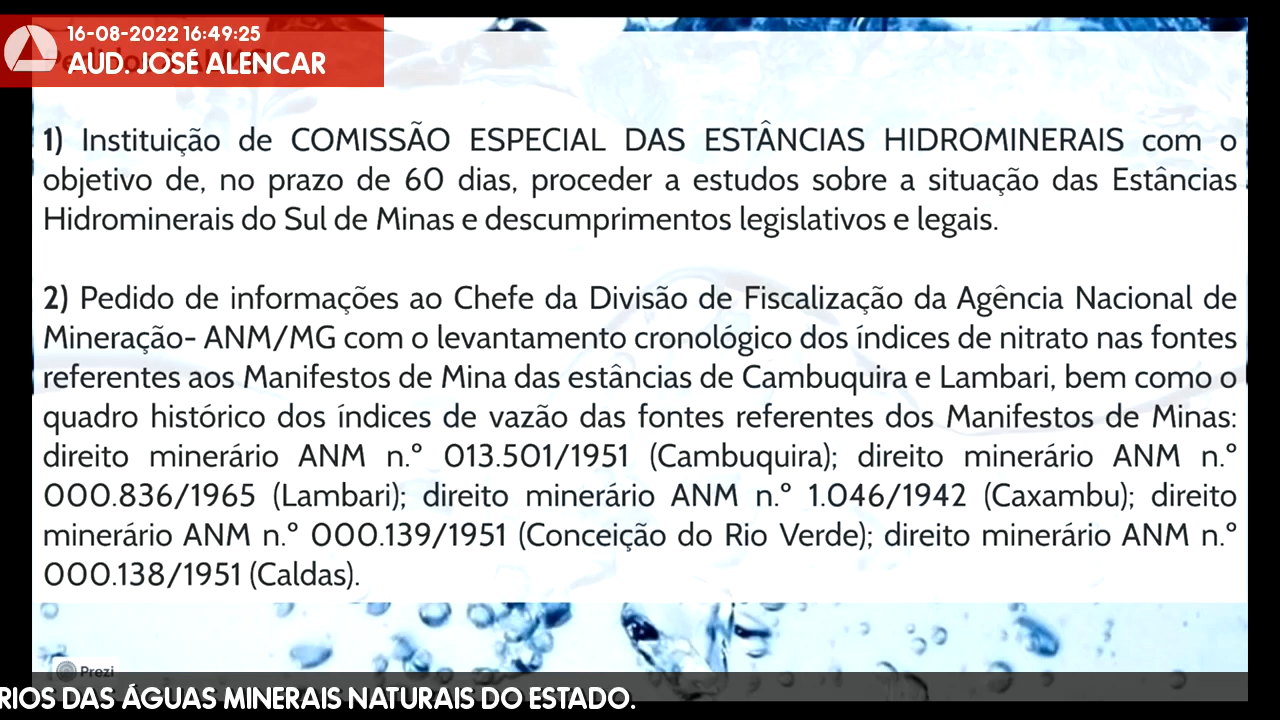 16-08-2022 16:49:25
AUD. JOSÉ ALENCAR
1) Instituição de COMISSÃO ESPECIAL DAS ESTÂNCIAS HIDROMINERAIS com o
objetivo de, no prazo de 60 dias, proceder a estudos sobre a situação das Estâncias
Hidrominerais do Sul de Minas e descumprimentos legislativos e legais.
2) Pedido de informações ao Chefe da Divisão de Fiscalização da Agência Nacional de
Mineração- ANM/MG com o levantamento cronológico dos índices de nitrato nas fontes
referentes aos Manifestos de Mina das estâncias de Cambuquira e Lambari, bem como o
quadro histórico dos índices de vazão das fontes referentes dos Manifestos de Minas:
direito minerário ANM n.º 013.501/1951 (Cambuquira); direito minerário ANM n.º
000.836/1965 (Lambari); direito minerário ANM n.º 1.046/1942 (Caxambu); direito
minerário ANM n.º 000.139/1951 (Conceição do Rio Verde); direito minerário ANM n.º
000.138/1951 (Caldas).
Prezi
RIOS DAS ÁGUAS MINERAIS NATURAIS DO ESTADO.